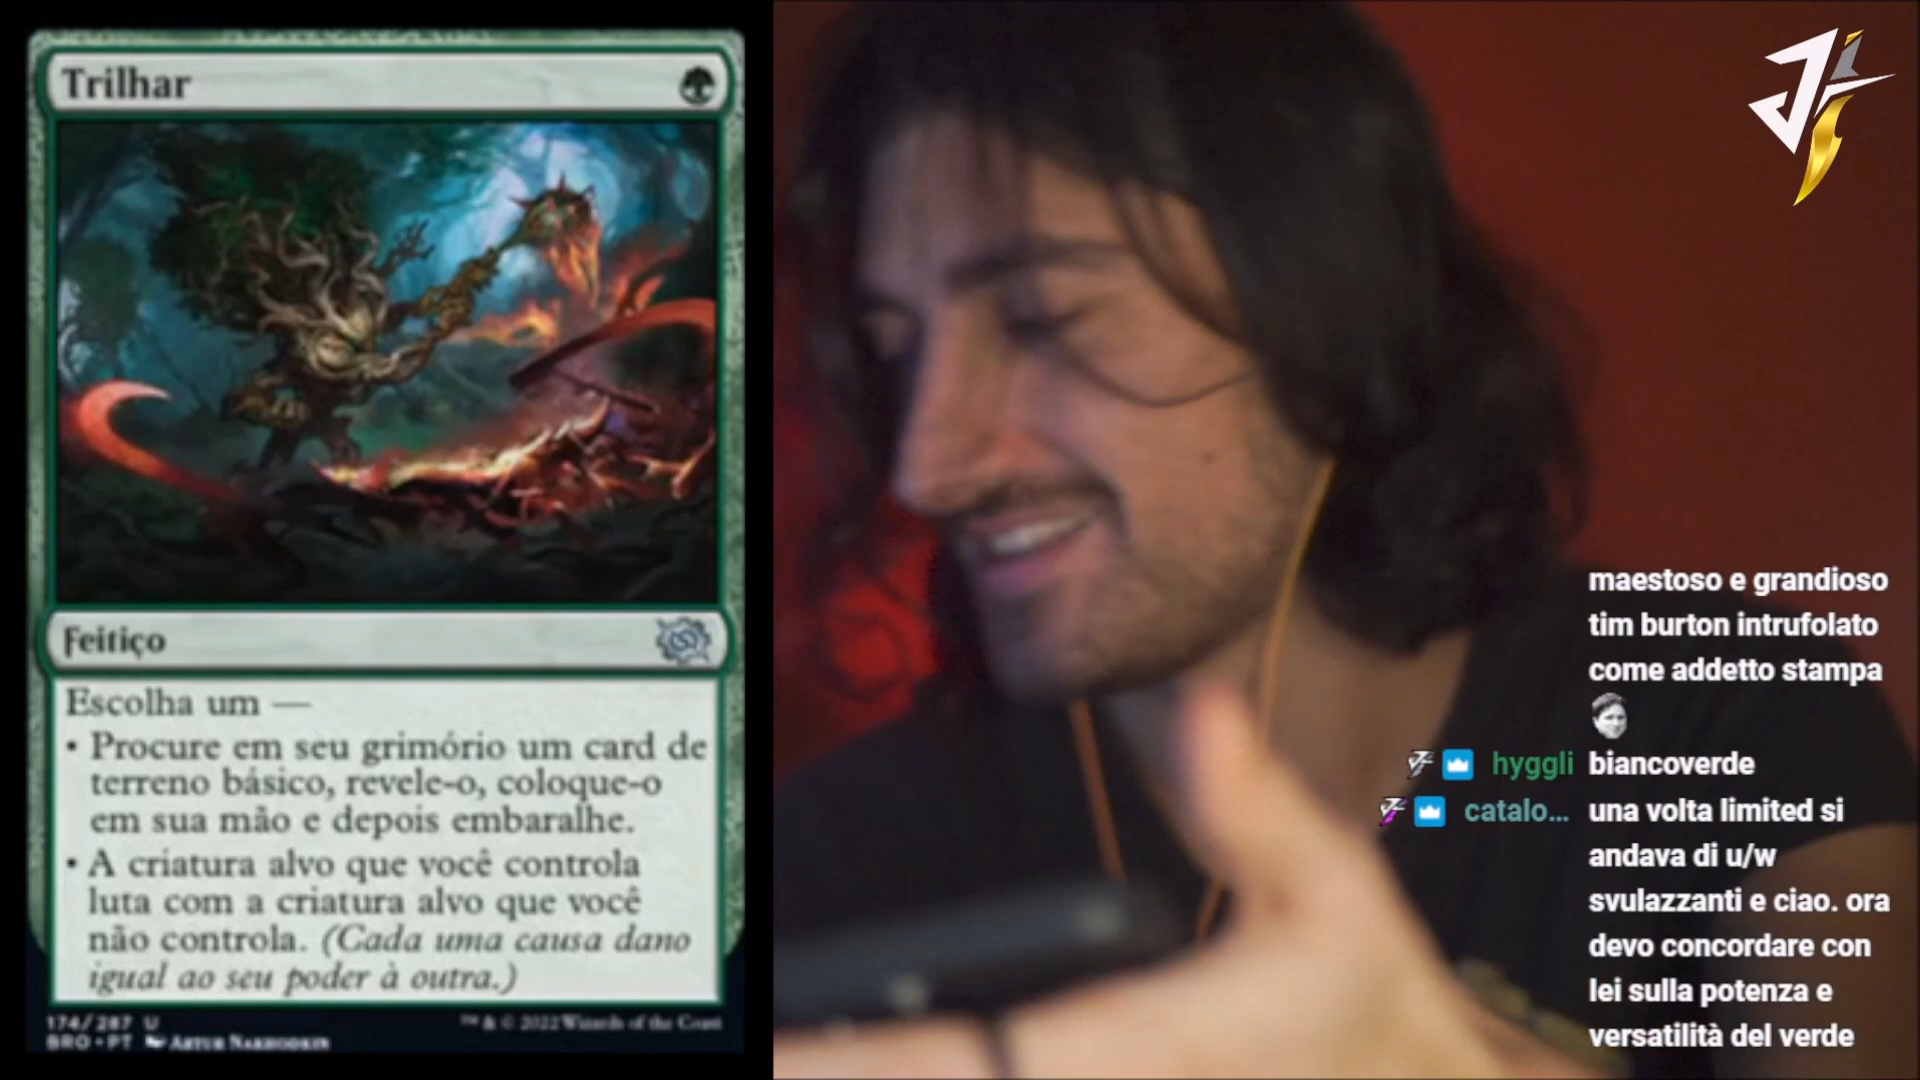 Trilhar
Feitiço
Escolha um —
• Procure em seu grimório um card de
terreno básico, revele-o, coloque-o
em sua mão e depois embaralhe.
• A criatura alvo que você controla
luta com a criatura alvo que você
não controla. (Cada uma causa dano
igual ao seu poder à outra.)
174/287 U
BRO • PT Artur Nakhodkin
™ & © 2022 Wizards of the Coast
maestoso e grandioso
tim burton intrufolato
come addetto stampa
hyggli biancoverde
catalo... una volta limited si
andava di u/w
svulazzanti e ciao. ora
devo concordare con
lei sulla potenza e
versatilità del verde